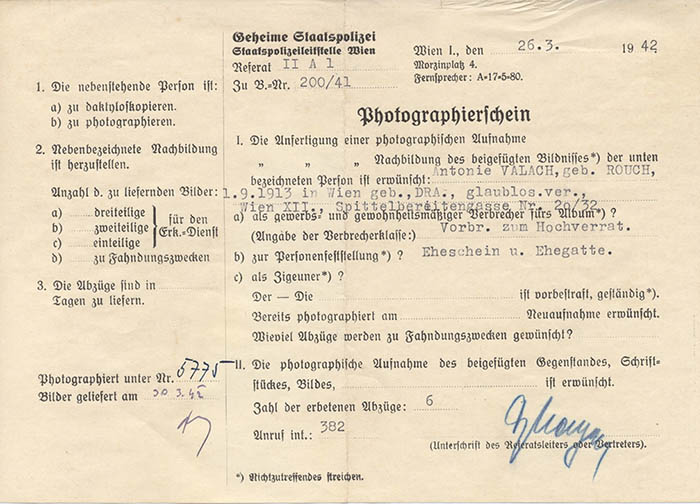 Geheime Staatspolizei
Staatspolizeileitstelle Wien
Referat II A 1
Zu B.-Nr. 200/41
Wien I., den 26.3. 1942.
Morzinplatz 4.
Fernsprecher: A=17=5=80.
1. Die nebenstehende Person ist:
a) zu daktyloskopieren.
b) zu photographieren.
2. Nebenbezeichnete Nachbildung
ist herzustellen.
Anzahl d. zu liefernden Bilder:
a) dreiteilige
b) zweiteilige
c) einteilige
für den
Erk.=Dienst
d) zu Fahndungszwecken
3. Die Abzüge sind in
Tagen zu liefern.
Photographiert unter Nr. 5775
Bilder geliefert am 30 3. 42
Photographierschein
I. Die Anfertigung einer photographischen Aufnahme
„ „ „ Nachbildung des beigefügten Bildnisses*) der unten
bezeichneten Person ist erwünscht: Antonie VALACH, geb. ROUCH,
1.9.1913 in Wien geb., DRA., glaublos.ver.,
Wien XII., Spittelbreitengasse Nr. 2o/32
a) als gewerbs= und gewohnheitsmäßiger Verbrecher fürs Album*) ?
(Angabe der Verbrecherklasse:) Vorbr. zum Hochverrat.
b) zur Personenfeststellung*) ? Eheschein u. Ehegatte.
c) als Zigeuner*) ?
Der — Die ist vorbestraft, geständig*).
Bereits photographiert am Neuaufnahme erwünscht.
Wieviel Abzüge werden zu Fahndungszwecken gewünscht?
II. Die photographische Aufnahme des beigefügten Gegenstandes, Schrift=
stückes, Bildes, ist erwünscht.
Zahl der erbetenen Abzüge: 6
Anruf int.: 382
(Unterschrift des Referatsleiters oder Vertreters).
*) Nichtzutreffendes streichen.